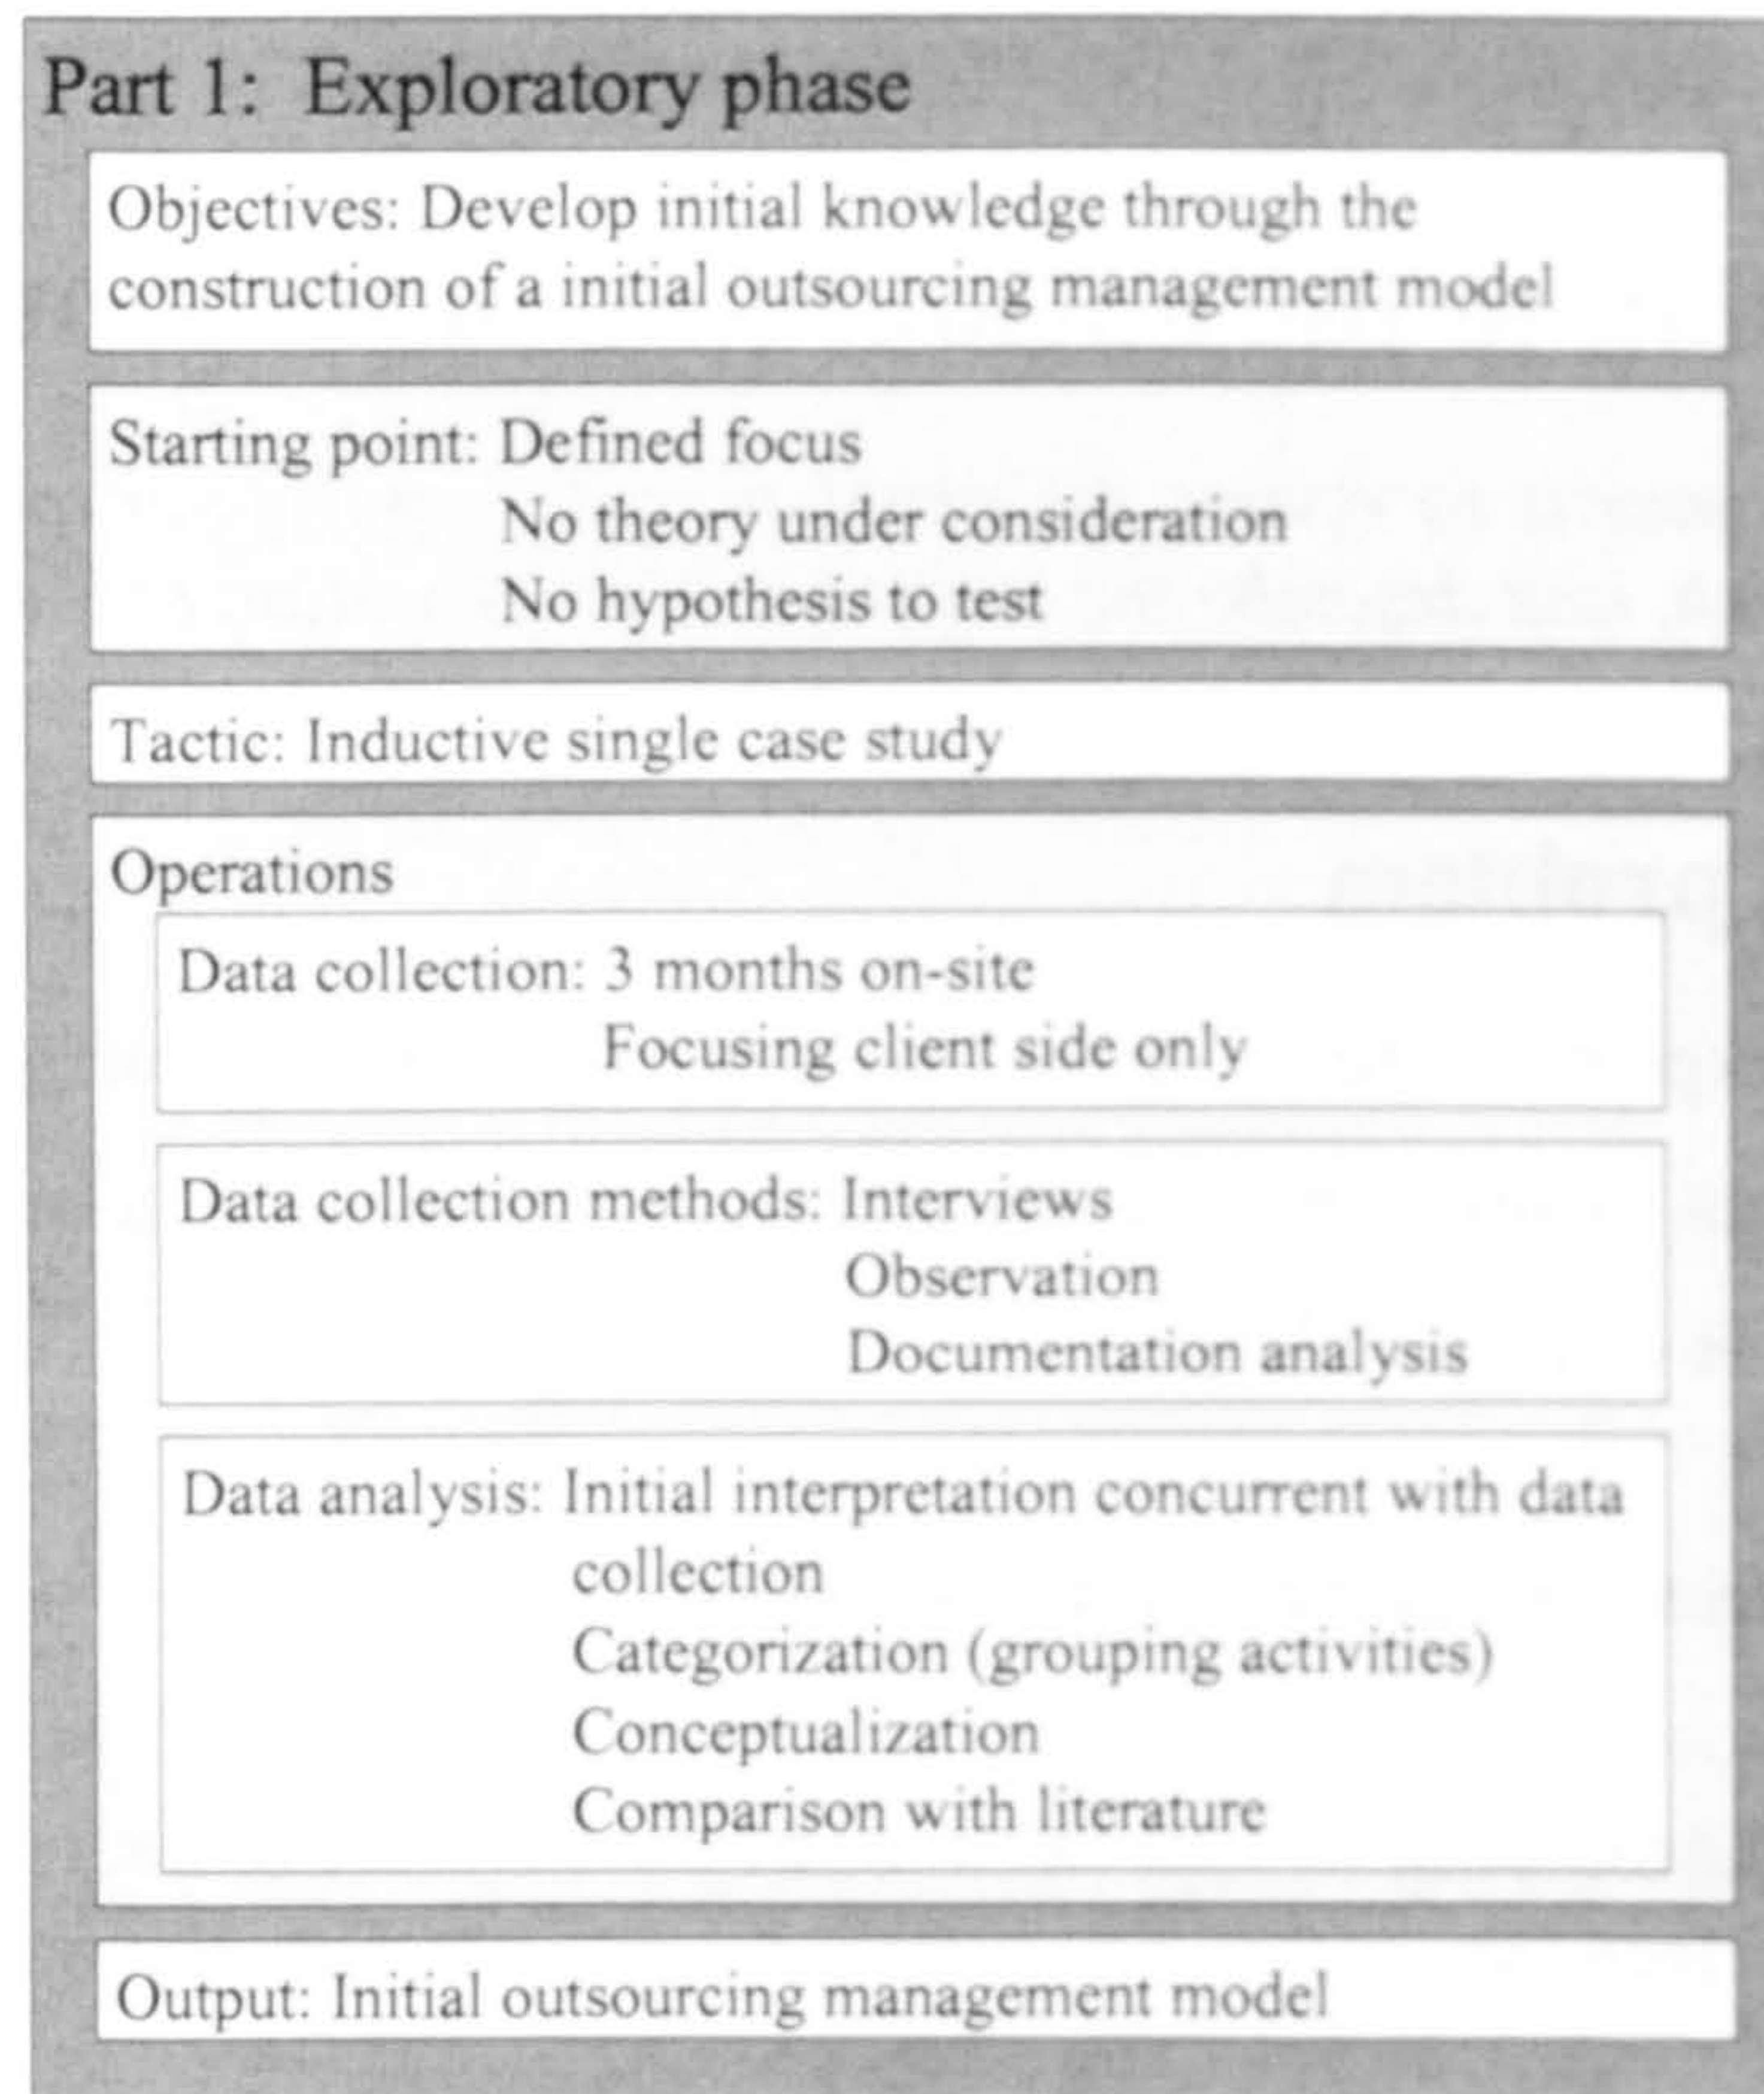 Part 1: Exploratory phase
Objectives: Develop initial knowledge through the
construction of a initial outsourcing management model
Starting point: Defined focus
No theory under consideration
No hypothesis to test
Tactic: Inductive single case study
Operations
Data collection: 3 months on-site
Focusing client side only
Data collection methods: Interviews
Observation
Documentation analysis
Data analysis: Initial interpretation concurrent with data
collection
Categorization (grouping activities)
Conceptualization
Comparison with literature
Output: Initial outsourcing management model